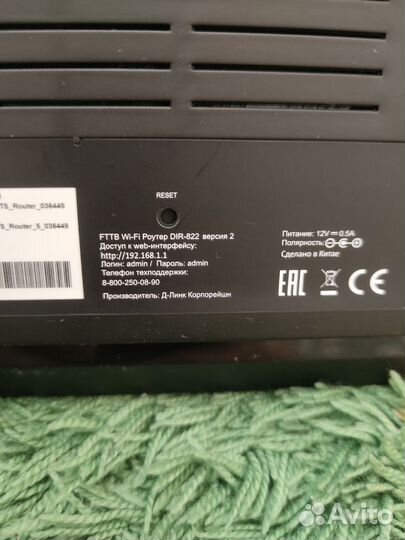 RESET
TS_Router_036449
TS_Router_5_036449
FTTB Wi-Fi Роутер DIR-822 версия 2
Доступ к web-интерфейсу:
http://192.168.1.1
Логин: admin / Пароль: admin
Телефон техподдержки:
8-800-250-08-90
Производитель: Д-Линк Корпорейшн
Питание: 12V 0.5A
Полярность:
Сделано в Китае
EAC
CE
Avito